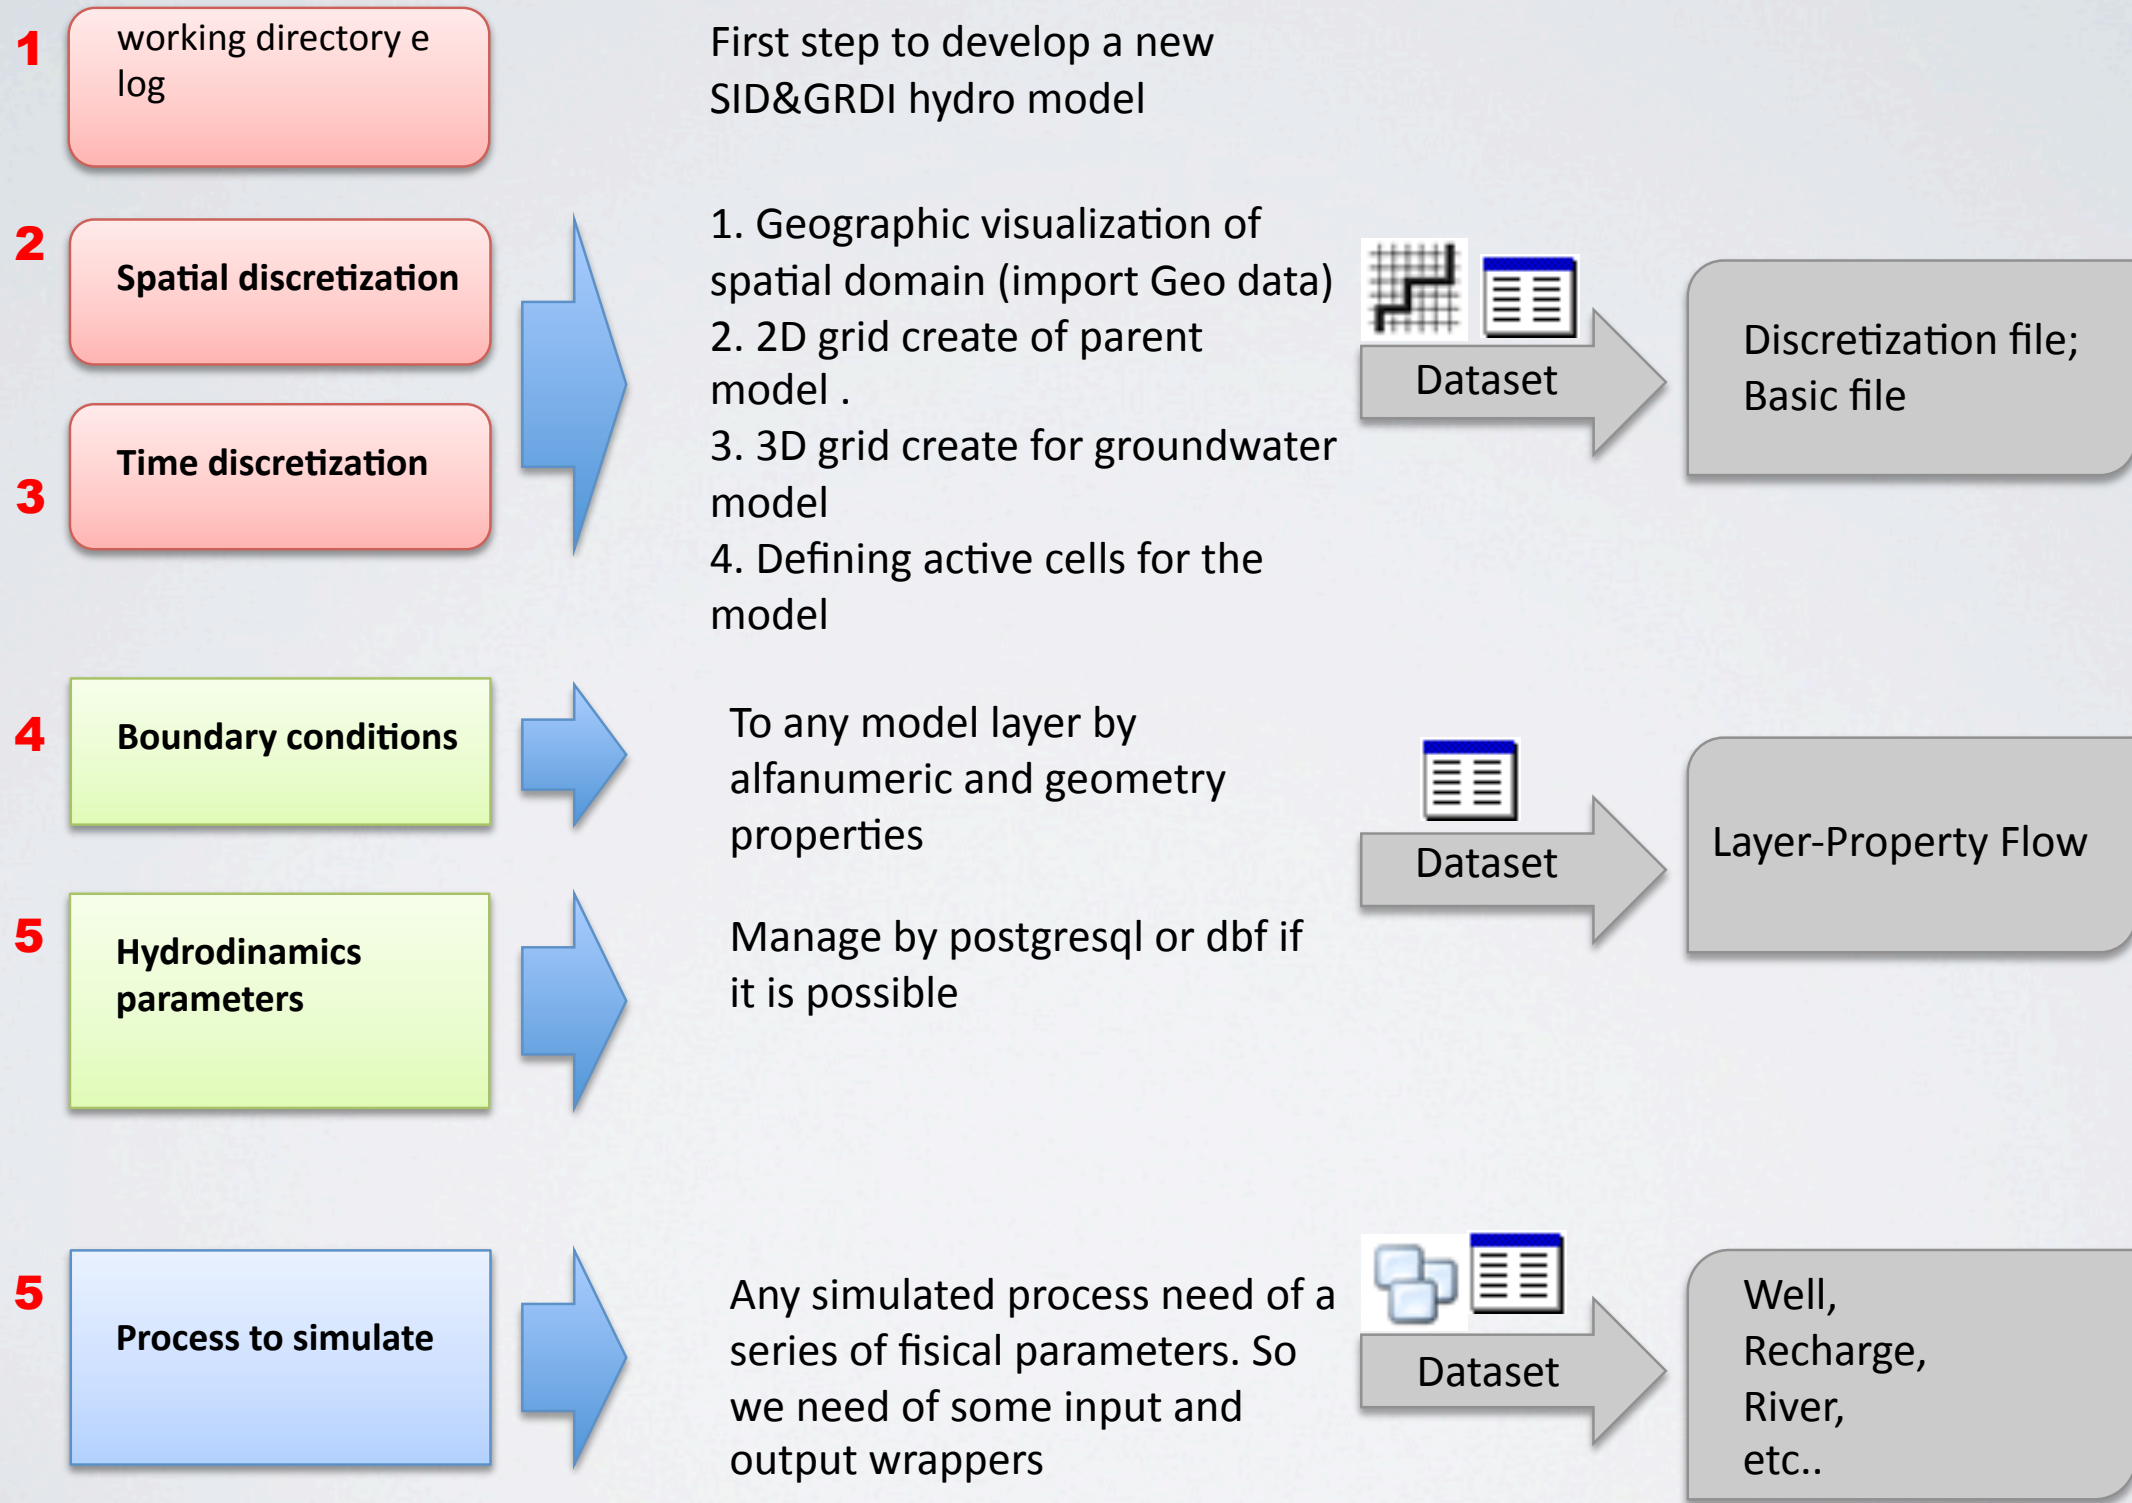 1
working directory e
log
First step to develop a new
SID&GRDI hydro model
2
Spatial discretization
3
Time discretization
1. Geographic visualization of
spatial domain (import Geo data)
2. 2D grid create of parent
model .
3. 3D grid create for groundwater
model
4. Defining active cells for the
model
Dataset
Discretization file;
Basic file
4
Boundary conditions
To any model layer by
alfanumeric and geometry
properties
Dataset
Layer-Property Flow
5
Hydrodinamics
parameters
Manage by postgresql or dbf if
it is possible
5
Process to simulate
Any simulated process need of a
series of fisical parameters. So
we need of some input and
output wrappers
Dataset
Well,
Recharge,
River,
etc..